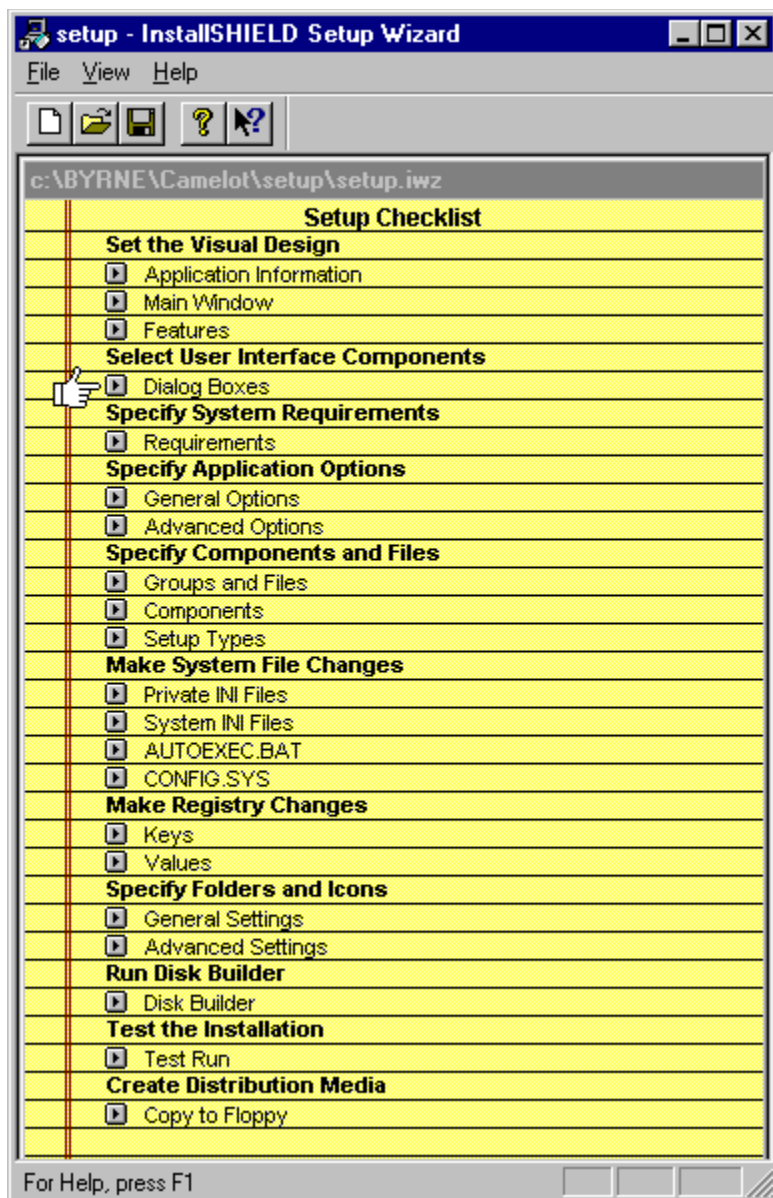 setup - InstallSHIELD Setup Wizard
File View Help
c:\BYRNE\Camelot\setup\setup.iwz
Setup Checklist
Set the Visual Design
Application Information
Main Window
Features
Select User Interface Components
Dialog Boxes
Specify System Requirements
Requirements
Specify Application Options
General Options
Advanced Options
Specify Components and Files
Groups and Files
Components
Setup Types
Make System File Changes
Private INI Files
System INI Files
AUTOEXEC.BAT
CONFIG.SYS
Make Registry Changes
Keys
Values
Specify Folders and Icons
General Settings
Advanced Settings
Run Disk Builder
Disk Builder
Test the Installation
Test Run
Create Distribution Media
Copy to Floppy
For Help, press F1